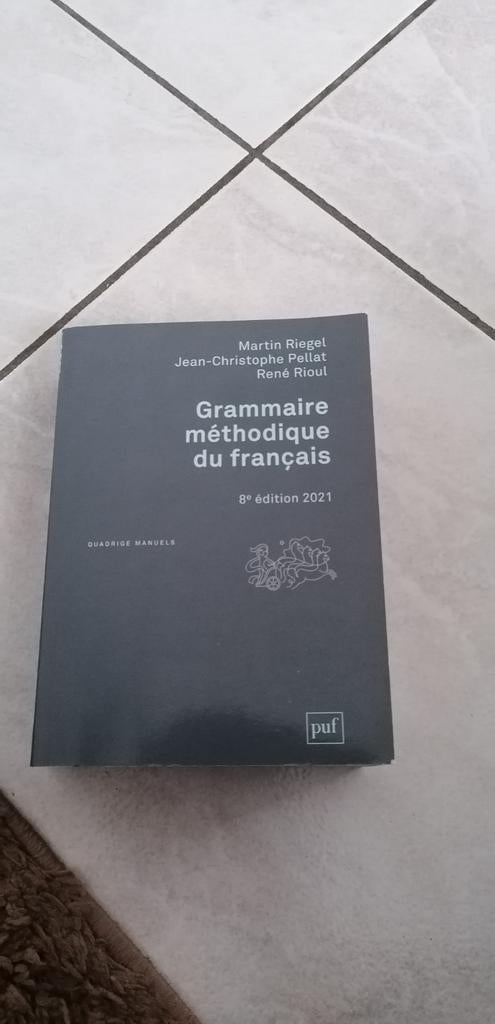 Martin Riegel
Jean-Christophe Pellat
René Rioul
Grammaire
méthodique
du français
8e édition 2021
QUADRIGE MANUELS
puf